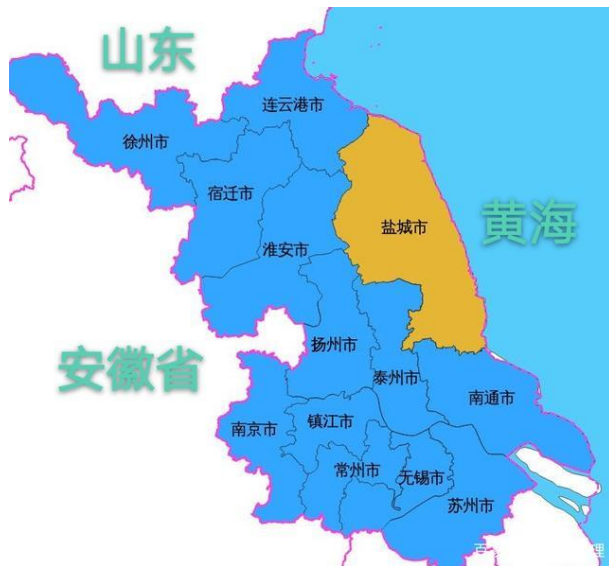 山东
连云港市
徐州市
宿迁市
盐城市
黄海
淮安市
扬州市
安徽省
泰州市
南通市
镇江市
南京市
常州市
无锡市
苏州市